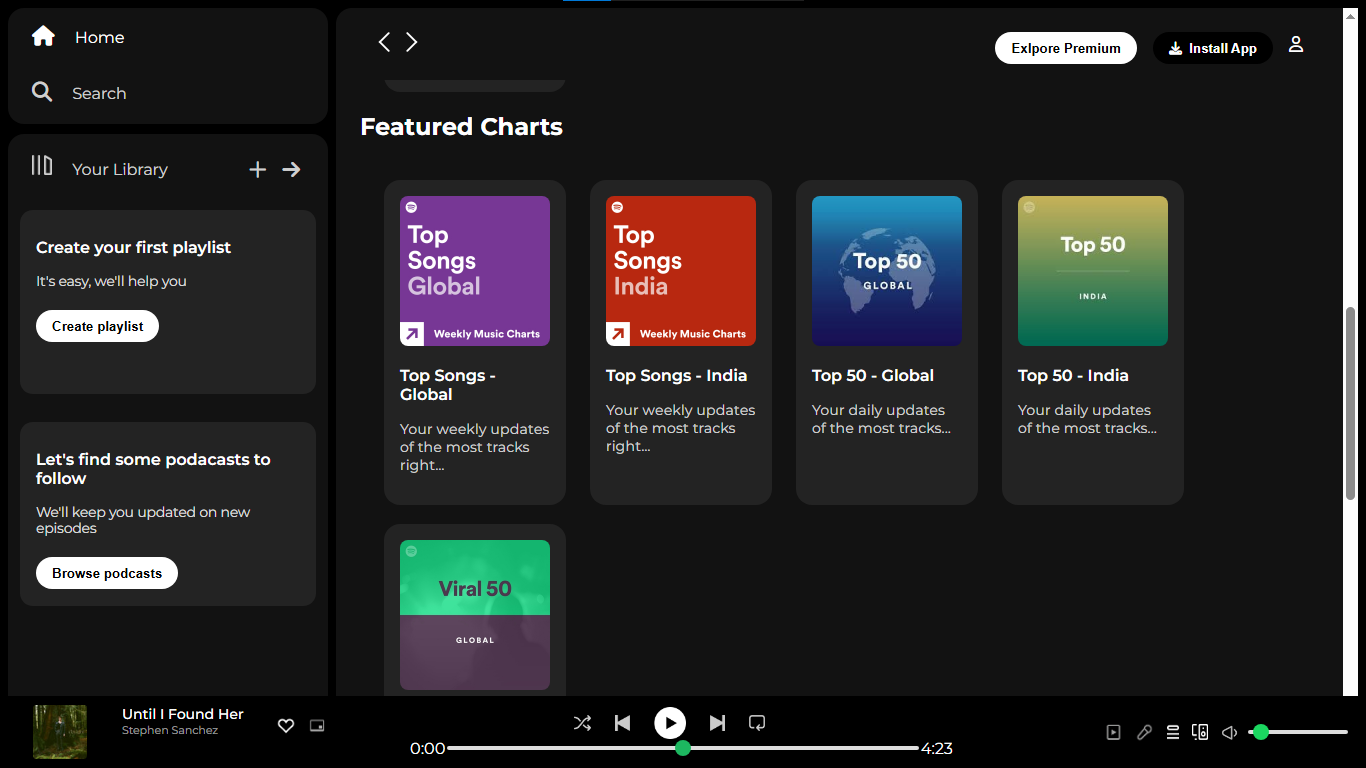 Home
Search
Your Library
Create your first playlist
It's easy, we'll help you
Create playlist
Let's find some podacasts to
follow
We'll keep you updated on new
episodes
Browse podcasts
Exlpore Premium
Install App
Featured Charts
Top
Songs
Global
Weekly Music Charts
Top Songs -
Global
Your weekly updates
of the most tracks
right...
Top
Songs
India
Weekly Music Charts
Top Songs - India
Your weekly updates
of the most tracks
right...
Top 50
GLOBAL
Top 50 - Global
Your daily updates
of the most tracks...
Top 50
INDIA
Top 50 - India
Your daily updates
of the most tracks...
Viral 50
GLOBAL
Until I Found Her
Stephen Sanchez
0:00
4:23